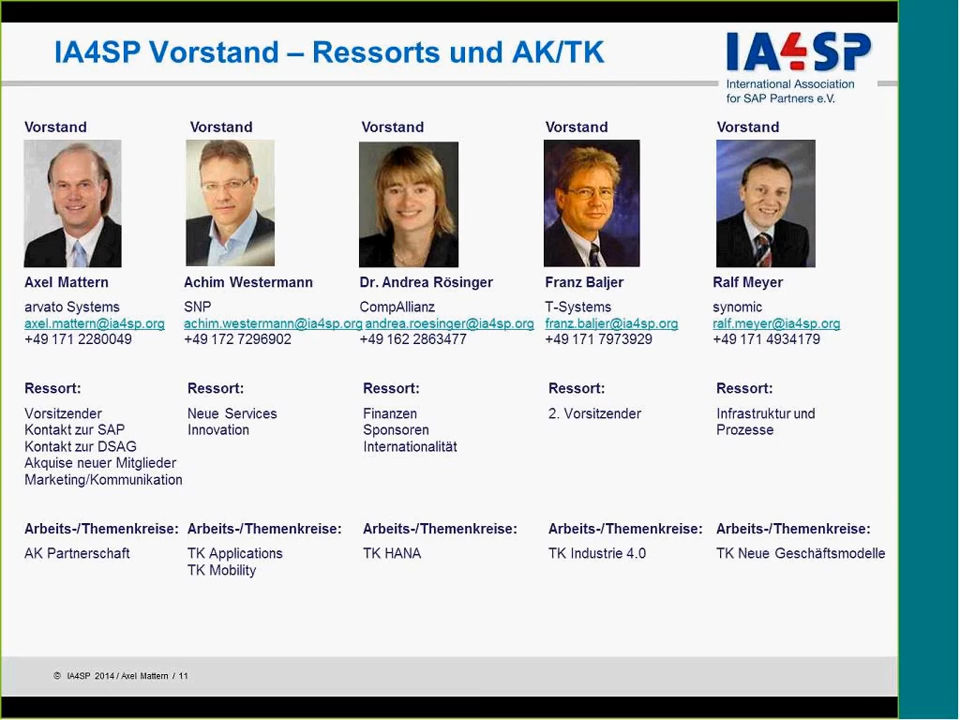 IA4SP Vorstand – Ressorts und AK/TK
IA4SP
International Association
for SAP Partners e.V.
Vorstand
Vorstand
Vorstand
Vorstand
Vorstand
Axel Mattern
arvato Systems
axel.mattern@ia4sp.org
+49 171 2280049
Achim Westermann
SNP
achim.westermann@ia4sp.org
+49 172 7296902
Dr. Andrea Rösinger
CompAllianz
andrea.roesinger@ia4sp.org
+49 162 2863477
Franz Baljer
T-Systems
franz.baljer@ia4sp.org
+49 171 7973929
Ralf Meyer
synomic
ralf.meyer@ia4sp.org
+49 171 4934179
Ressort:
Vorsitzender
Kontakt zur SAP
Kontakt zur DSAG
Akquise neuer Mitglieder
Marketing/Kommunikation
Ressort:
Neue Services
Innovation
Ressort:
Finanzen
Sponsoren
Internationalität
Ressort:
2. Vorsitzender
Ressort:
Infrastruktur und
Prozesse
Arbeits-/Themenkreise:
AK Partnerschaft
Arbeits-/Themenkreise:
TK Applications
TK Mobility
Arbeits-/Themenkreise:
TK HANA
Arbeits-/Themenkreise:
TK Industrie 4.0
Arbeits-/Themenkreise:
TK Neue Geschäftsmodelle
© IA4SP 2014 / Axel Mattern / 11